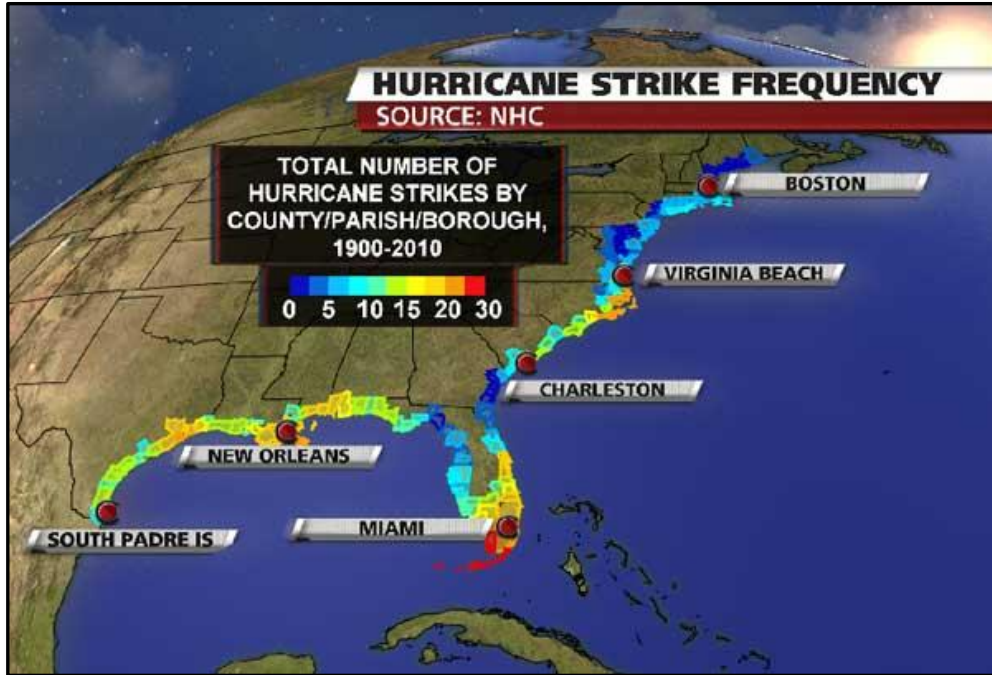 HURRICANE STRIKE FREQUENCY
SOURCE: NHC
TOTAL NUMBER OF
HURRICANE STRIKES BY
COUNTY/PARISH/BOROUGH,
1900-2010
0 5 10 15 20 30
BOSTON
VIRGINIA BEACH
CHARLESTON
NEW ORLEANS
MIAMI
SOUTH PADRE IS